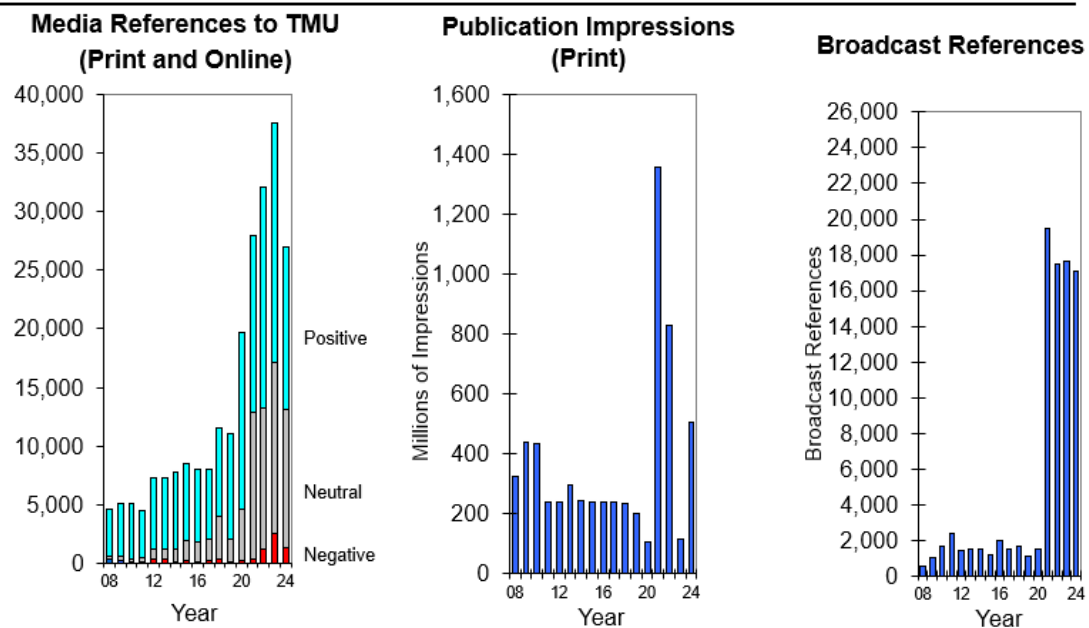 Media References to TMU
(Print and Online)
40,000
35,000
30,000
25,000
20,000
15,000
10,000
5,000
0
08 12 16 20 24
Year
Positive
Neutral
Negative
Publication Impressions
(Print)
Millions of Impressions
1,600
1,400
1,200
1,000
800
600
400
200
0
08 12 16 20 24
Year
Broadcast References
Broadcast References
26,000
24,000
22,000
20,000
18,000
16,000
14,000
12,000
10,000
8,000
6,000
4,000
2,000
0
08 12 16 20 24
Year